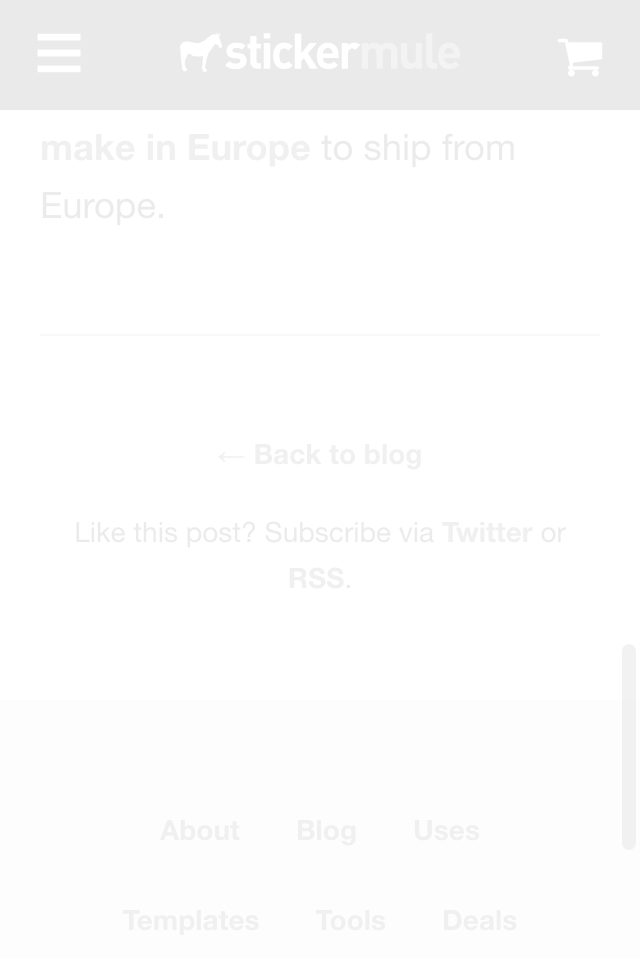 stickermule
make in Europe to ship from
Europe.
← Back to blog
Like this post? Subscribe via Twitter or
RSS.
About Blog Uses
Templates Tools Deals